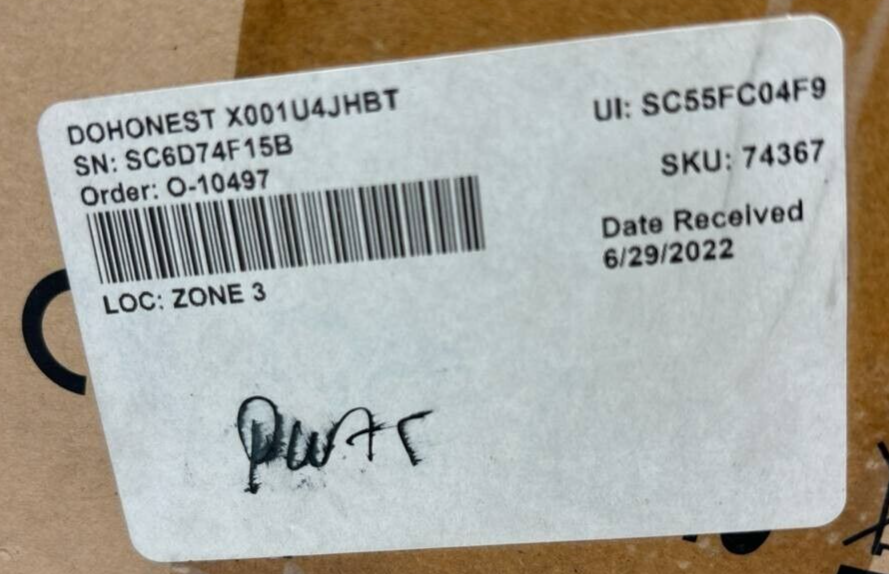 DOHONEST X001U4JHBT
SN: SC6D74F15B
Order: O-10497
LOC: ZONE 3
UI: SC55FC04F9
SKU: 74367
Date Received
6/29/2022